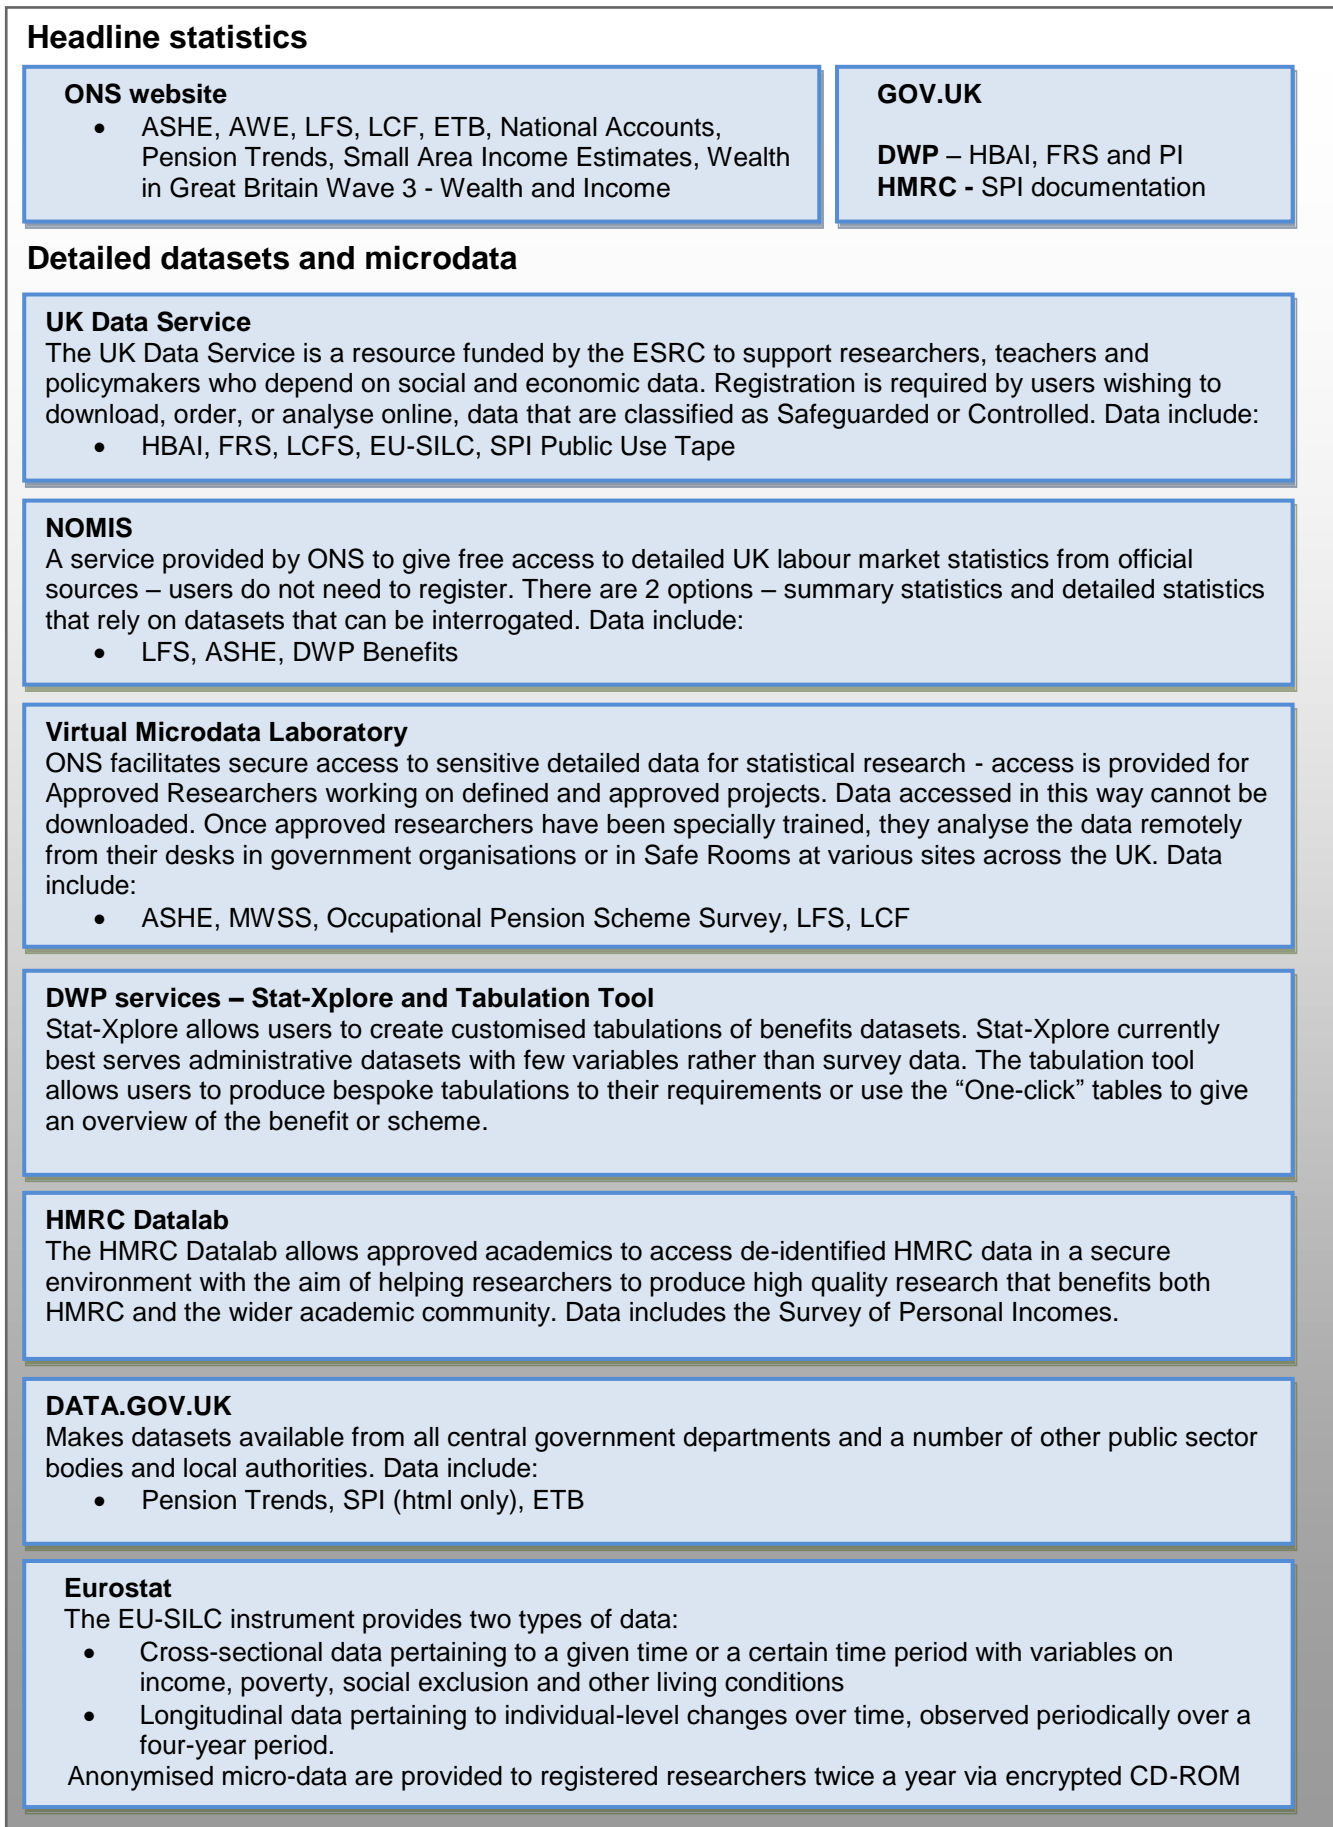 Headline statistics
ONS website
• ASHE, AWE, LFS, LCF, ETB, National Accounts,
Pension Trends, Small Area Income Estimates, Wealth
in Great Britain Wave 3 - Wealth and Income
GOV.UK
DWP – HBAI, FRS and PI
HMRC - SPI documentation
Detailed datasets and microdata
UK Data Service
The UK Data Service is a resource funded by the ESRC to support researchers, teachers and
policymakers who depend on social and economic data. Registration is required by users wishing to
download, order, or analyse online, data that are classified as Safeguarded or Controlled. Data include:
• HBAI, FRS, LCFS, EU-SILC, SPI Public Use Tape
NOMIS
A service provided by ONS to give free access to detailed UK labour market statistics from official
sources – users do not need to register. There are 2 options – summary statistics and detailed statistics
that rely on datasets that can be interrogated. Data include:
• LFS, ASHE, DWP Benefits
Virtual Microdata Laboratory
ONS facilitates secure access to sensitive detailed data for statistical research - access is provided for
Approved Researchers working on defined and approved projects. Data accessed in this way cannot be
downloaded. Once approved researchers have been specially trained, they analyse the data remotely
from their desks in government organisations or in Safe Rooms at various sites across the UK. Data
include:
• ASHE, MWSS, Occupational Pension Scheme Survey, LFS, LCF
DWP services – Stat-Xplore and Tabulation Tool
Stat-Xplore allows users to create customised tabulations of benefits datasets. Stat-Xplore currently
best serves administrative datasets with few variables rather than survey data. The tabulation tool
allows users to produce bespoke tabulations to their requirements or use the “One-click” tables to give
an overview of the benefit or scheme.
HMRC Datalab
The HMRC Datalab allows approved academics to access de-identified HMRC data in a secure
environment with the aim of helping researchers to produce high quality research that benefits both
HMRC and the wider academic community. Data includes the Survey of Personal Incomes.
DATA.GOV.UK
Makes datasets available from all central government departments and a number of other public sector
bodies and local authorities. Data include:
• Pension Trends, SPI (html only), ETB
Eurostat
The EU-SILC instrument provides two types of data:
• Cross-sectional data pertaining to a given time or a certain time period with variables on
income, poverty, social exclusion and other living conditions
• Longitudinal data pertaining to individual-level changes over time, observed periodically over a
four-year period.
Anonymised micro-data are provided to registered researchers twice a year via encrypted CD-ROM